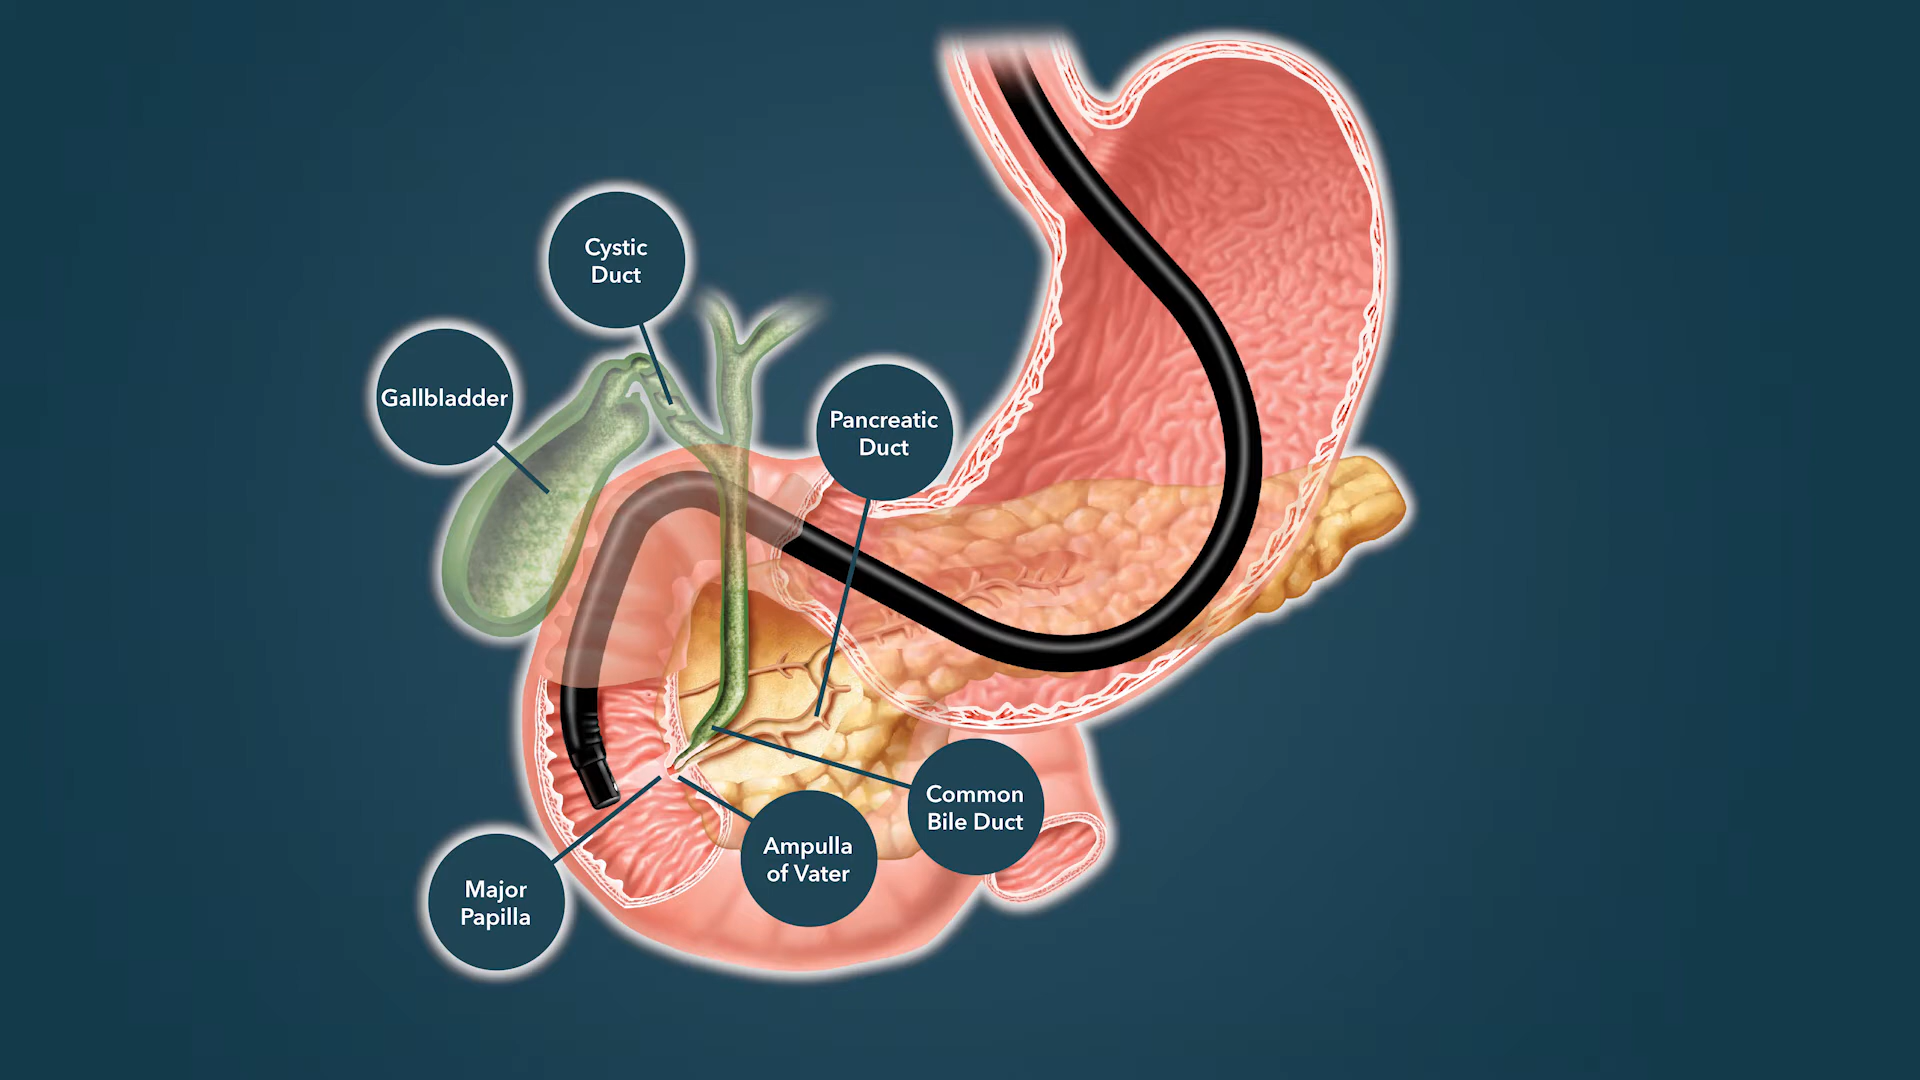 Cystic
Duct
Gallbladder
Pancreatic
Duct
Common
Bile Duct
Ampulla
of Vater
Major
Papilla